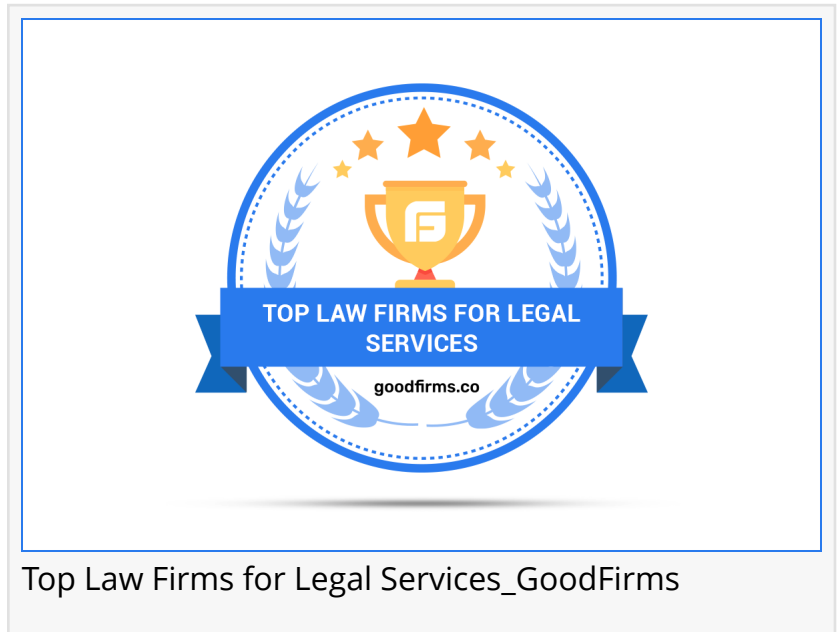 TOP LAW FIRMS FOR LEGAL
SERVICES
goodfirms.co
Top Law Firms for Legal Services_GoodFirms